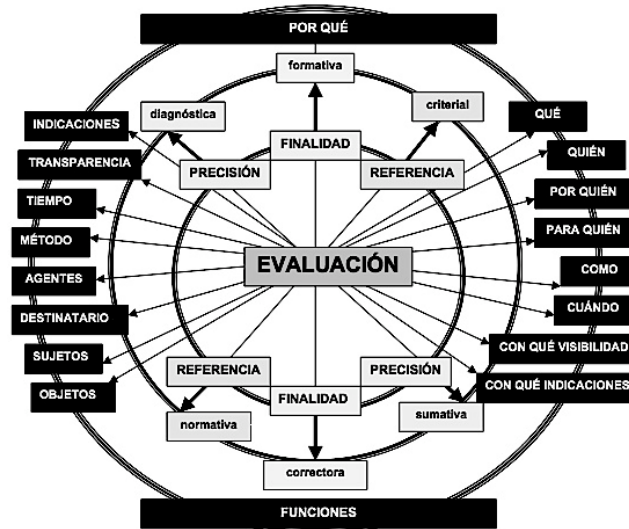 POR QUÉ
formativa
diagnóstica
criterial
INDICACIONES
QUÉ
FINALIDAD
TRANSPARENCIA
QUIÉN
PRECISIÓN
REFERENCIA
TIEMPO
POR QUIÉN
MÉTODO
PARA QUIÉN
EVALUACIÓN
AGENTES
COMO
DESTINATARIO
CUÁNDO
SUJETOS
CON QUÉ VISIBILIDAD
REFERENCIA
PRECISIÓN
OBJETOS
CON QUÉ INDICACIONES
FINALIDAD
normativa
sumativa
correctora
FUNCIONES